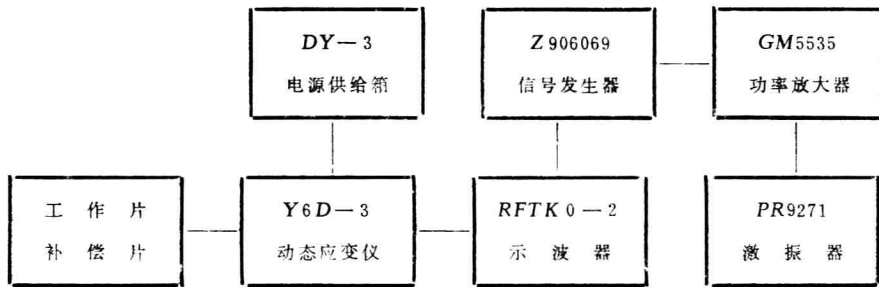 DY—3
电源供给箱
Z906069
信号发生器
GM5535
功率放大器
工作片
补偿片
Y6D—3
动态应变仪
RFTK0—2
示波器
PR9271
激振器